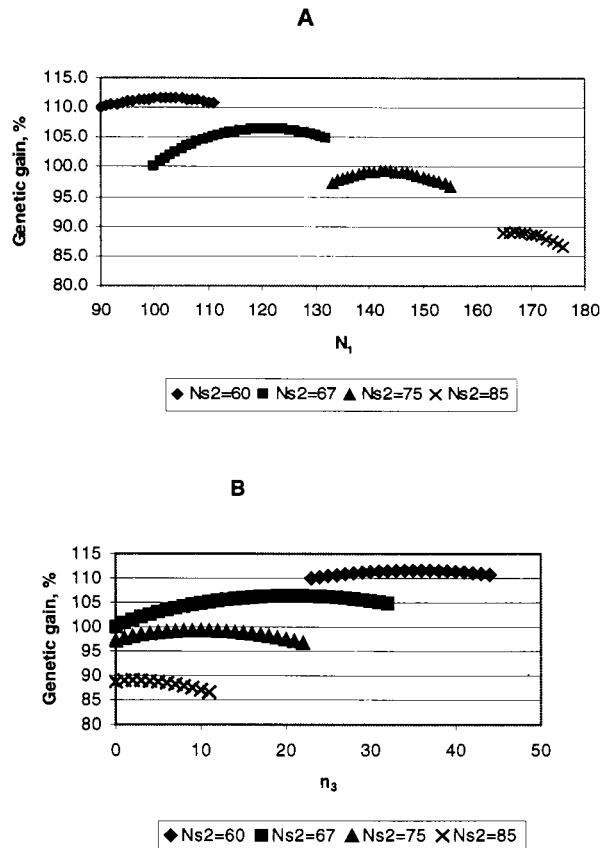 A
115.0
110.0
105.0
100.0
95.0
90.0
85.0
80.0
Genetic gain, %
90 100 110 120 130 140 150 160 170 180
N₁
Ns2=60 Ns2=67 Ns2=75 Ns2=85
B
115
110
105
100
95
90
85
80
Genetic gain, %
0 10 20 30 40 50
n₃
Ns2=60 Ns2=67 Ns2=75 Ns2=85